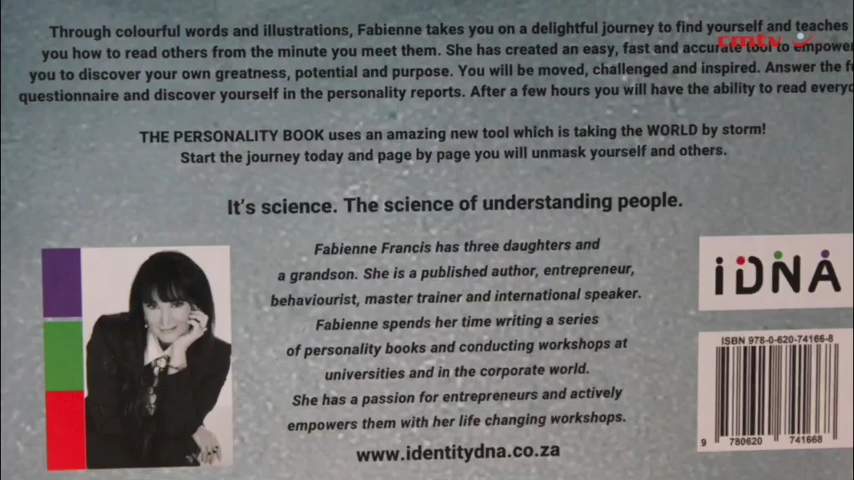 Through colourful words and illustrations, Fabienne takes you on a delightful journey to find yourself and teaches
you how to read others from the minute you meet them. She has created an easy, fast and accurate tool to empower
you to discover your own greatness, potential and purpose. You will be moved, challenged and inspired. Answer the
questionnaire and discover yourself in the personality reports. After a few hours you will have the ability to read
THE PERSONALITY BOOK uses an amazing new tool which is taking the WORLD by storm!
Start the journey today and page by page you will unmask yourself and others.
It's science. The science of understanding people.
Fabienne Francis has three daughters and
a grandson. She is a published author, entrepreneur,
behaviourist, master trainer and international speaker.
Fabienne spends her time writing a series
of personality books and conducting workshops at
universities and in the corporate world.
She has a passion for entrepreneurs and actively
empowers them with her life changing workshops.
www.identitydna.co.za
cmtv
iDNA
ISBN 978-0-620-74166-8
9 780620 741668